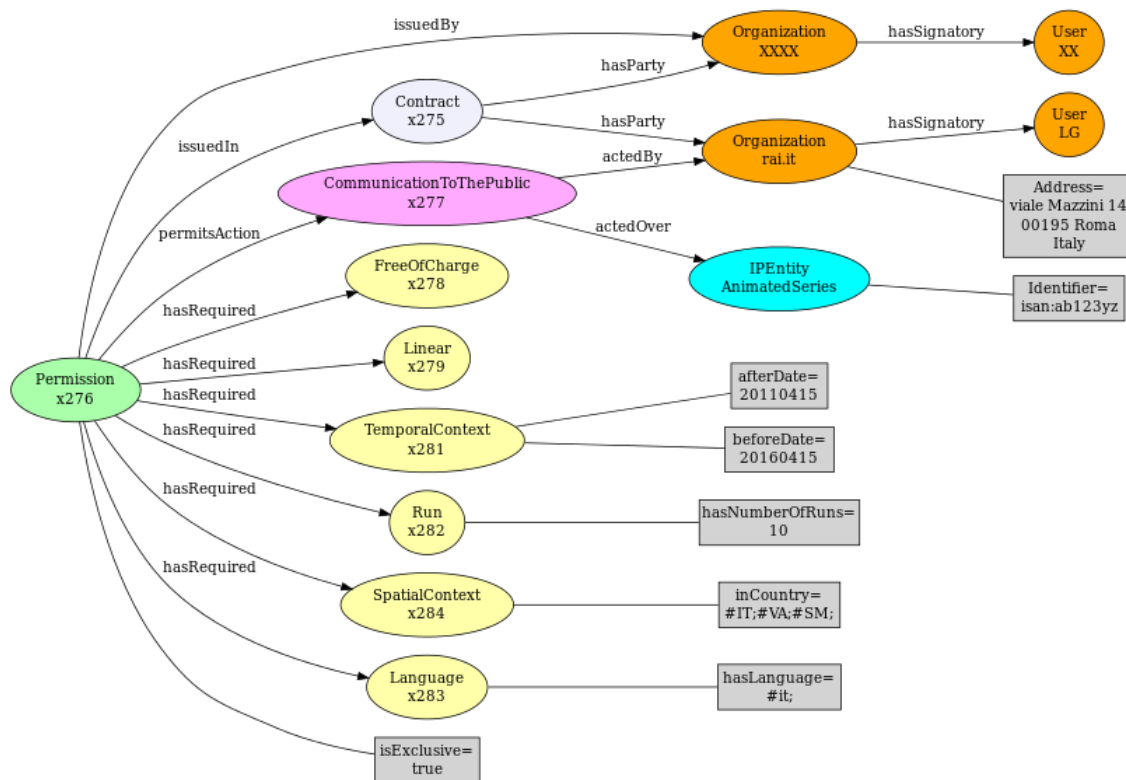 issuedBy
Organization
XXXX
hasSignatory
User
XX
hasParty
Contract
x275
hasParty
Organization
rai.it
hasSignatory
User
LG
issuedIn
actedBy
CommunicationToThePublic
x277
Address=
viale Mazzini 14
00195 Roma
Italy
permitsAction
actedOver
FreeOfCharge
x278
IPEntity
AnimatedSeries
Identifier=
isan:ab123yz
hasRequired
Linear
x279
hasRequired
Permission
x276
hasRequired
afterDate=
20110415
TemporalContext
x281
hasRequired
beforeDate=
20160415
hasRequired
Run
x282
hasNumberOfRuns=
10
hasRequired
SpatialContext
x284
inCountry=
#IT;#VA;#SM;
Language
x283
hasLanguage=
#it;
isExclusive=
true